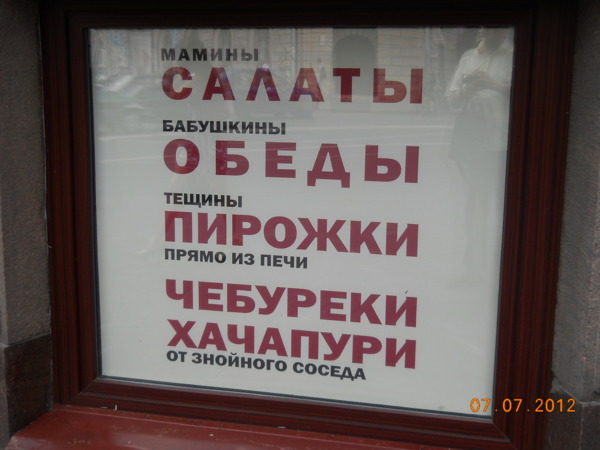 МАМИНЫ
САЛАТЫ
БАБУШКИНЫ
ОБЕДЫ
ТЕЩИНЫ
ПИРОЖКИ
ПРЯМО ИЗ ПЕЧИ
ЧЕБУРЕКИ
ХАЧАПУРИ
ОТ ЗНОЙНОГО СОСЕДА
07.07.2012